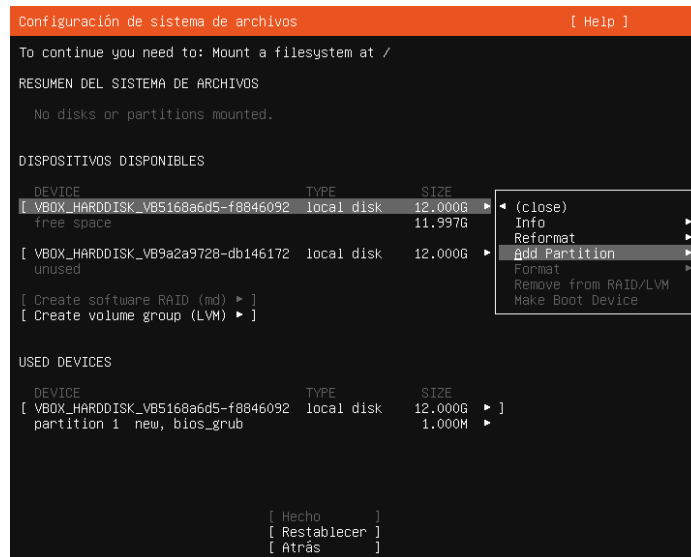 Configuración de sistema de archivos [ Help ]
To continue you need to: Mount a filesystem at /
RESUMEN DEL SISTEMA DE ARCHIVOS
No disks or partitions mounted.
DISPOSITIVOS DISPONIBLES
DEVICE TYPE SIZE
[ VBOX_HARDDISK_VB5168a6d5-f8846092 local disk 12.000G ▸ ◂ (close)
free space 11.997G Info ▸
Reformat ▸
[ VBOX_HARDDISK_VB9a2a9728-db146172 local disk 12.000G ▸ Add Partition ▸
unused Format ▸
Remove from RAID/LVM
[ Create software RAID (md) ▸ ] Make Boot Device
[ Create volume group (LVM) ▸ ]
USED DEVICES
DEVICE TYPE SIZE
[ VBOX_HARDDISK_VB5168a6d5-f8846092 local disk 12.000G ▸ ]
partition 1 new, bios_grub 1.000M ▸
[ Hecho ]
[ Restablecer ]
[ Atrás ]